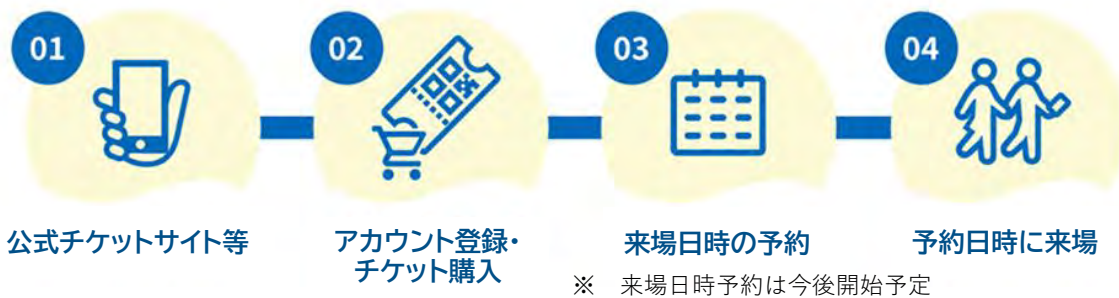 01
02
03
04
公式チケットサイト等
アカウント登録・
チケット購入
来場日時の予約
予約日時に来場
※　来場日時予約は今後開始予定